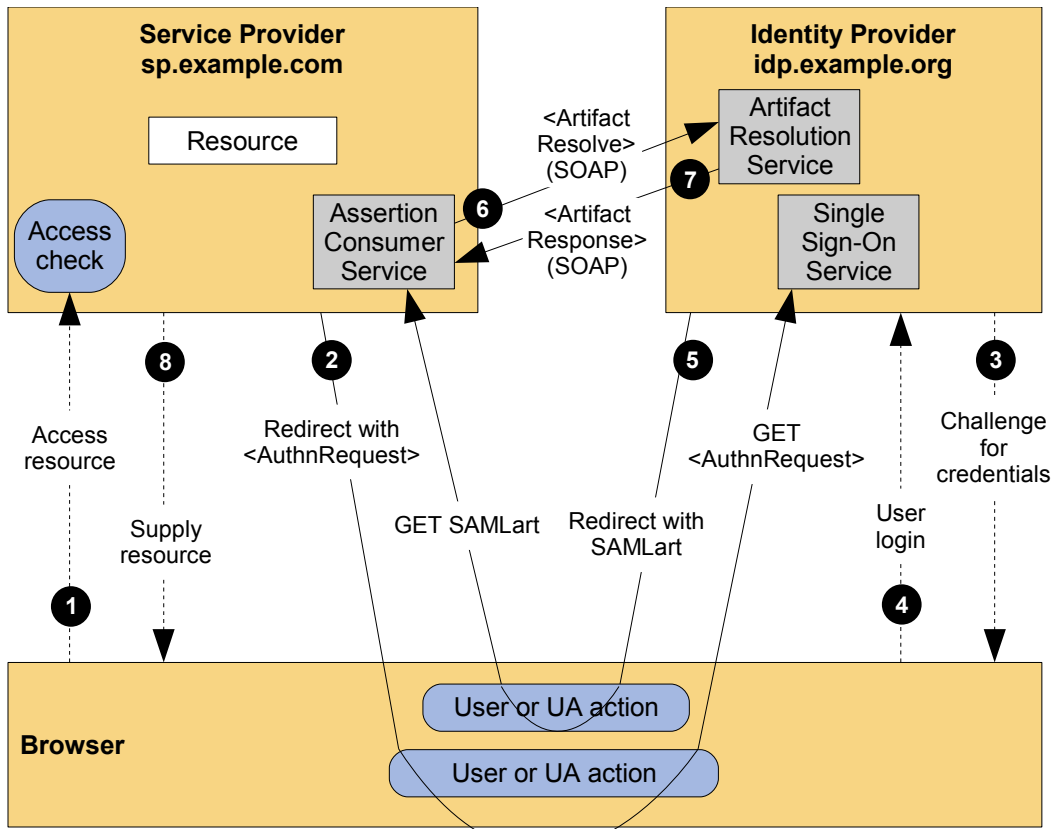 Service Provider
sp.example.com
Identity Provider
idp.example.org
Resource
<Artifact
Resolve>
(SOAP)
Artifact
Resolution
Service
6
7
Access
check
Assertion
Consumer
Service
<Artifact
Response>
(SOAP)
Single
Sign-On
Service
8
2
5
3
Access
resource
Redirect with
<AuthnRequest>
GET
<AuthnRequest>
Challenge
for
credentials
Supply
resource
GET SAMLart
Redirect with
SAMLart
User
login
1
4
User or UA action
Browser
User or UA action